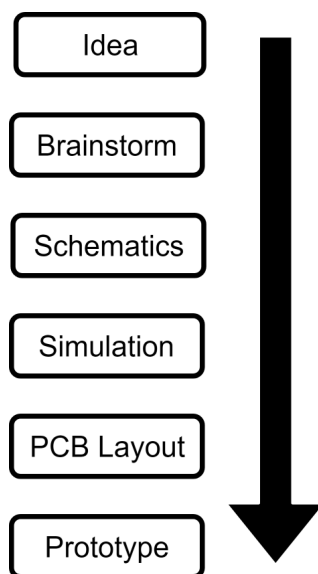 Idea
Brainstorm
Schematics
Simulation
PCB Layout
Prototype